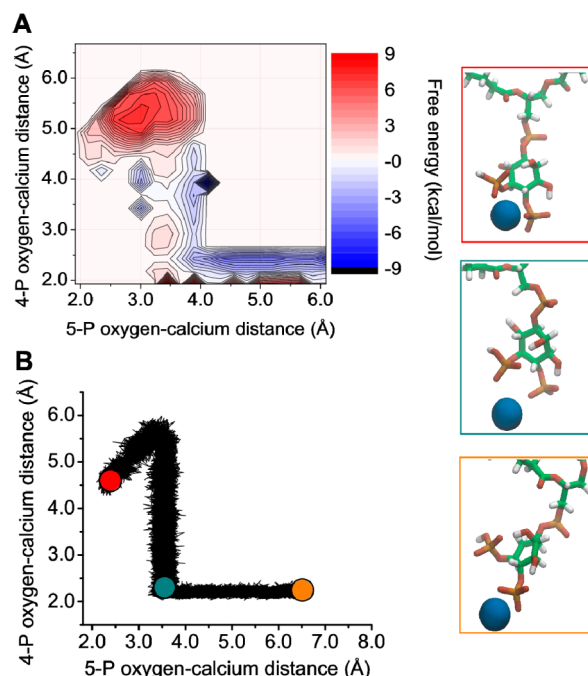 A
4-P oxygen-calcium distance (Å)
6.0
5.0
4.0
3.0
2.0
2.0 3.0 4.0 5.0 6.0
5-P oxygen-calcium distance (Å)
9
6
3
-0
-3
-6
-9
Free energy (kcal/mol)
B
4-P oxygen-calcium distance (Å)
6.0
5.0
4.0
3.0
2.0
2.0 3.0 4.0 5.0 6.0 7.0 8.0
5-P oxygen-calcium distance (Å)